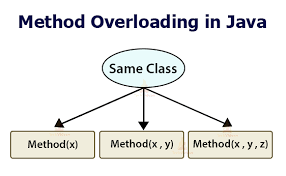 Method Overloading in Java
Same Class
Method(x)
Method(x , y)
Method(x , y , z)